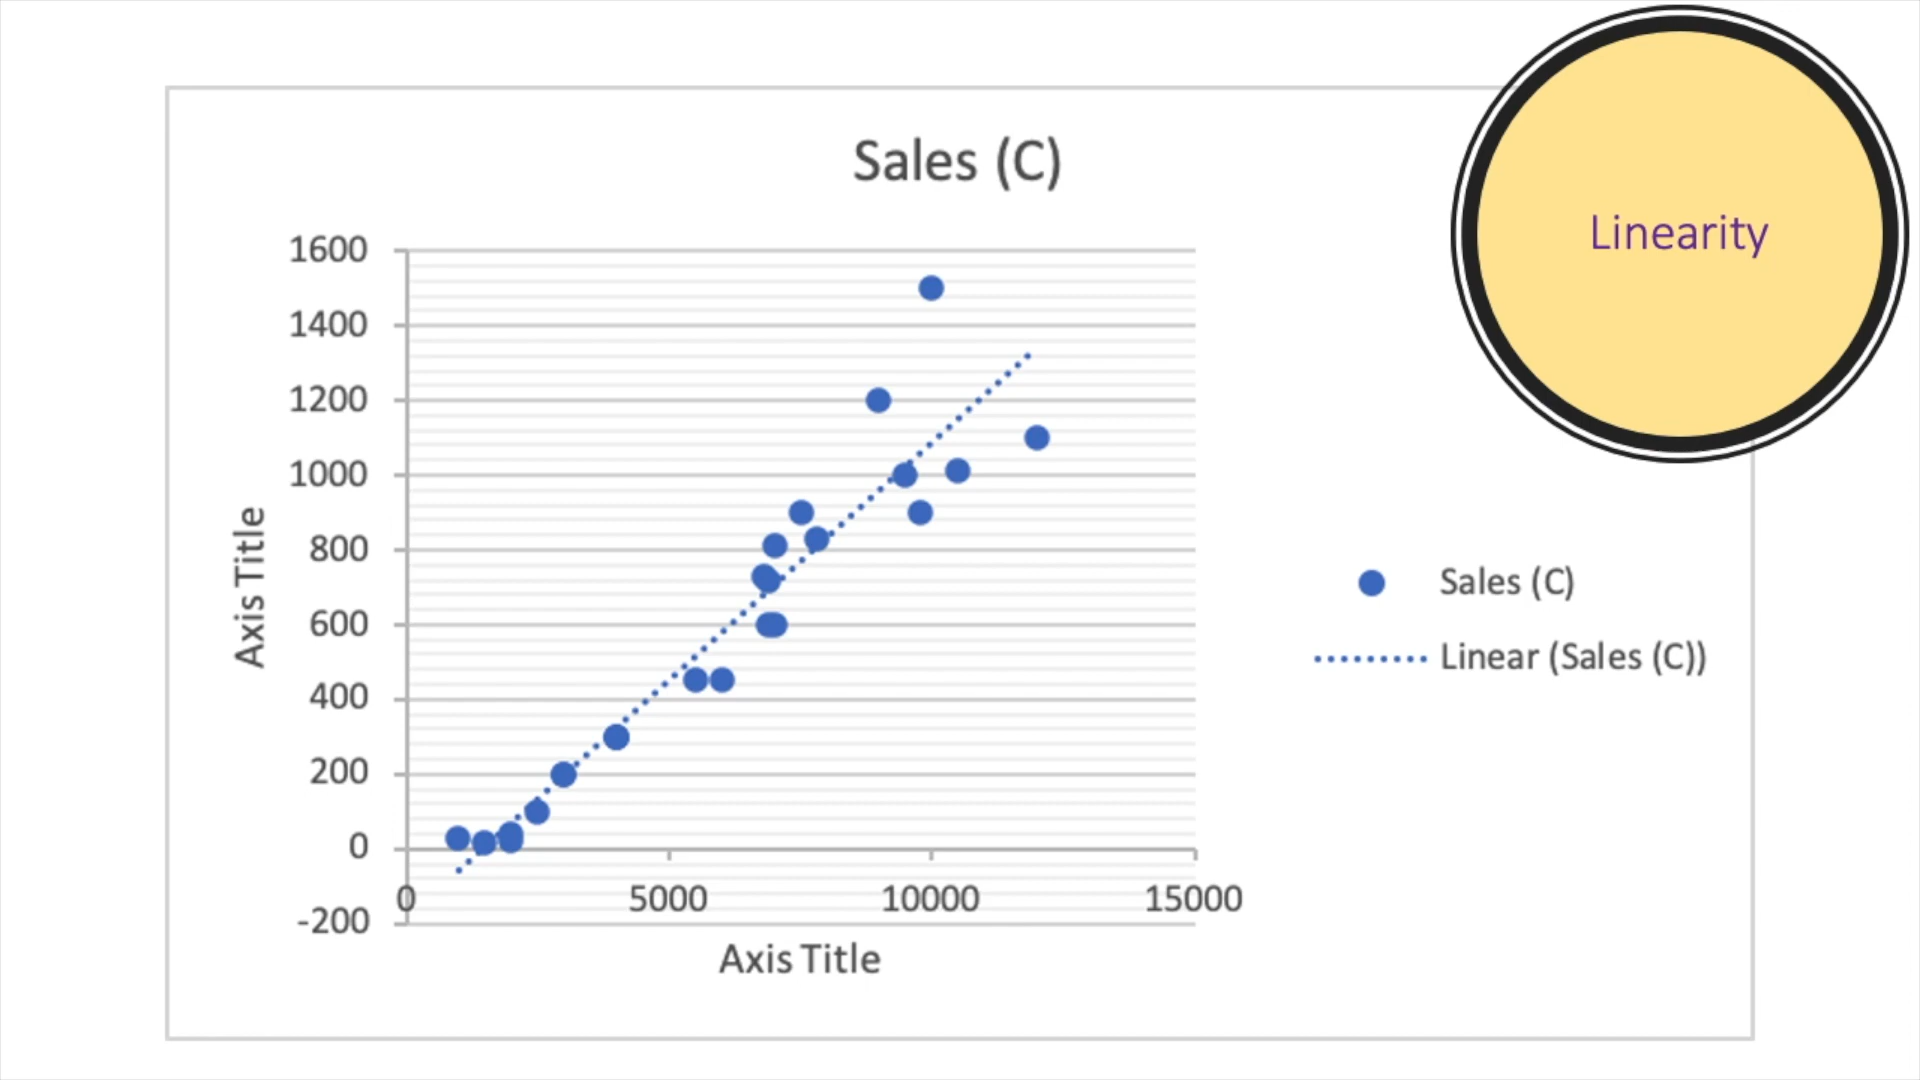 Sales (C)
Linearity
1600
1400
1200
1000
800
600
400
200
0
-200
Axis Title
0 5000 10000 15000
Axis Title
Sales (C)
Linear (Sales (C))